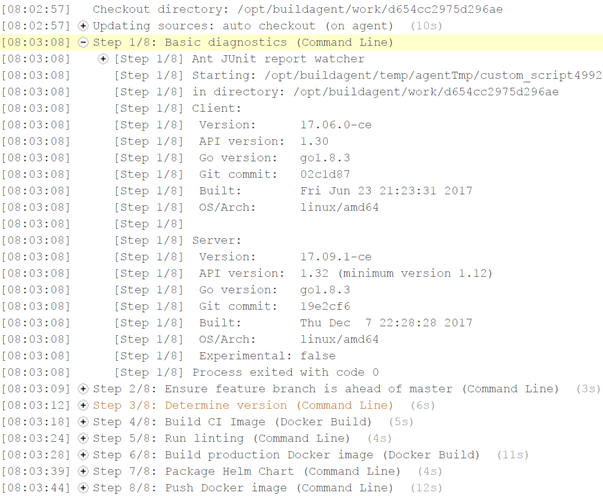 [08:02:57] Checkout directory: /opt/buildagent/work/d654cc2975d296ae
[08:02:57] Updating sources: auto checkout (on agent) (10s)
[08:03:08] Step 1/8: Basic diagnostics (Command Line)
[08:03:08] [Step 1/8] Ant JUnit report watcher
[08:03:08] [Step 1/8] Starting: /opt/buildagent/temp/agentTmp/custom_script4992
[08:03:08] [Step 1/8] in directory: /opt/buildagent/work/d654cc2975d296ae
[08:03:08] [Step 1/8] Client:
[08:03:08] [Step 1/8] Version: 17.06.0-ce
[08:03:08] [Step 1/8] API version: 1.30
[08:03:08] [Step 1/8] Go version: go1.8.3
[08:03:08] [Step 1/8] Git commit: 02c1d87
[08:03:08] [Step 1/8] Built: Fri Jun 23 21:23:31 2017
[08:03:08] [Step 1/8] OS/Arch: linux/amd64
[08:03:08] [Step 1/8]
[08:03:08] [Step 1/8] Server:
[08:03:08] [Step 1/8] Version: 17.09.1-ce
[08:03:08] [Step 1/8] API version: 1.32 (minimum version 1.12)
[08:03:08] [Step 1/8] Go version: go1.8.3
[08:03:08] [Step 1/8] Git commit: 19e2cf6
[08:03:08] [Step 1/8] Built: Thu Dec 7 22:28:28 2017
[08:03:08] [Step 1/8] OS/Arch: linux/amd64
[08:03:08] [Step 1/8] Experimental: false
[08:03:08] [Step 1/8] Process exited with code 0
[08:03:09] Step 2/8: Ensure feature branch is ahead of master (Command Line) (3s)
[08:03:12] Step 3/8: Determine version (Command Line) (6s)
[08:03:18] Step 4/8: Build CI Image (Docker Build) (5s)
[08:03:24] Step 5/8: Run linting (Command Line) (4s)
[08:03:28] Step 6/8: Build production Docker image (Docker Build) (11s)
[08:03:39] Step 7/8: Package Helm Chart (Command Line) (4s)
[08:03:44] Step 8/8: Push Docker image (Command Line) (12s)